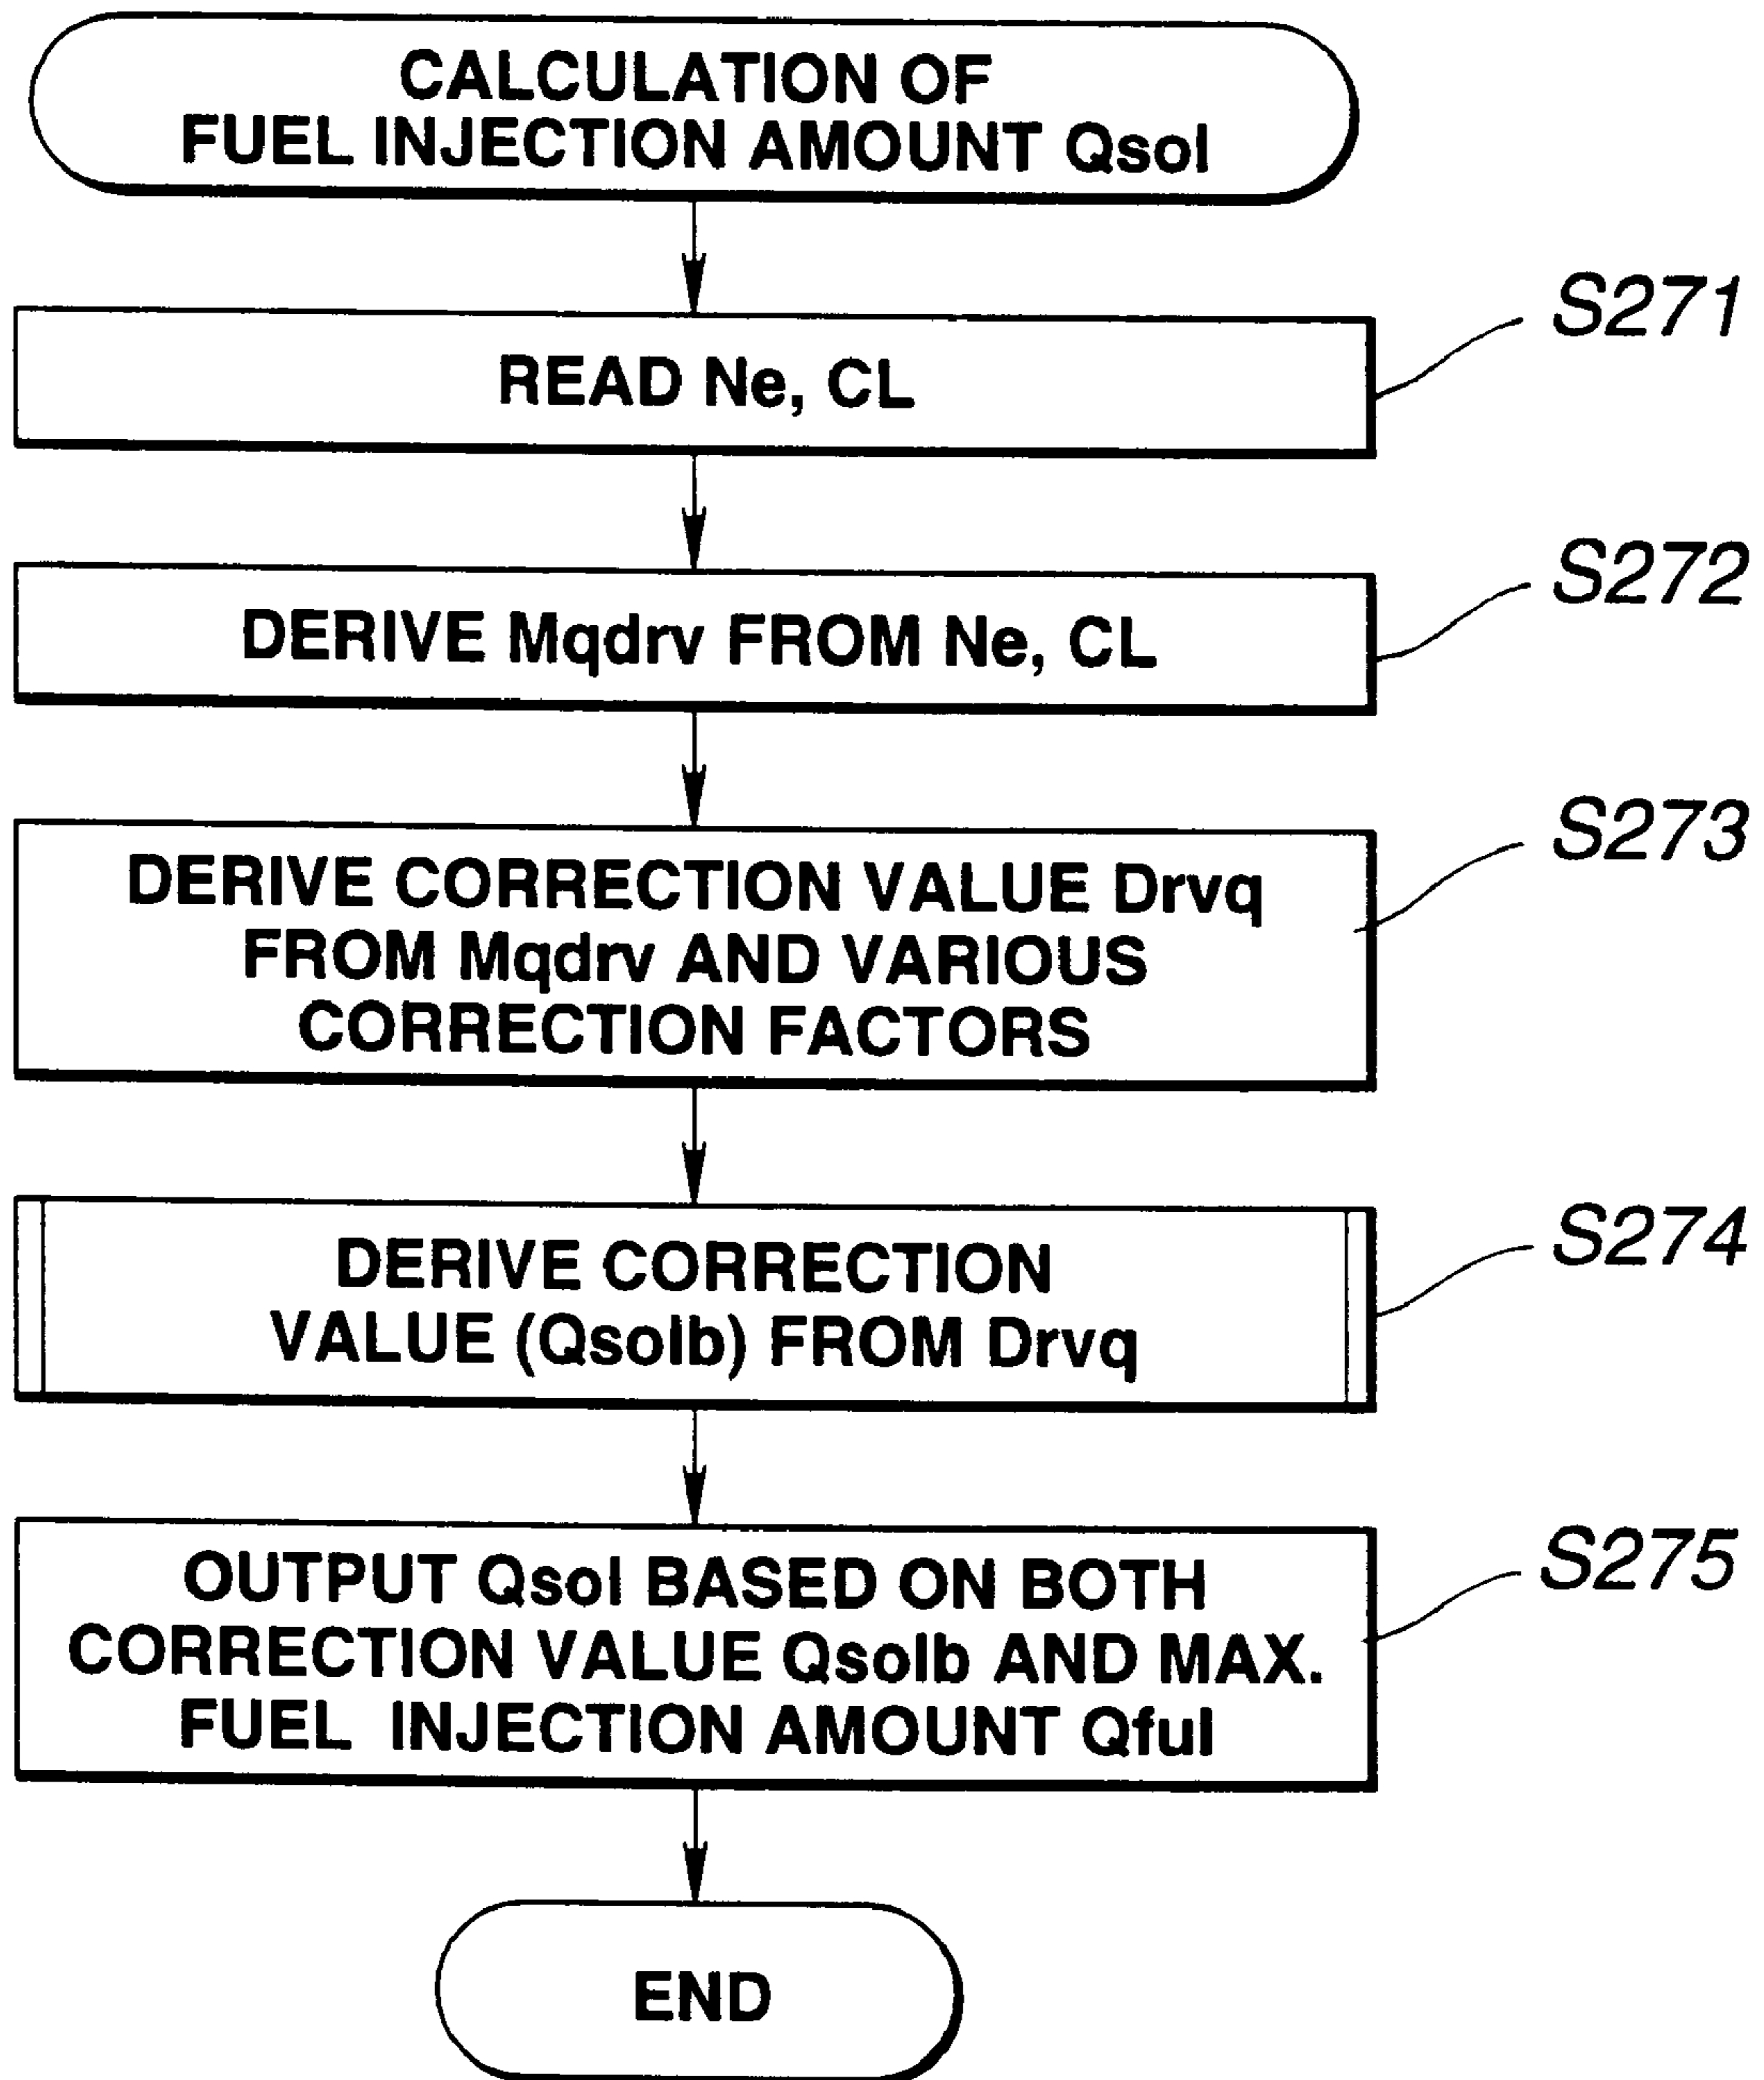 CALCULATION OF
FUEL INJECTION AMOUNT Qsol
S271
READ Ne, CL
S272
DERIVE Mqdrv FROM Ne, CL
S273
DERIVE CORRECTION VALUE Drvq
FROM Mqdrv AND VARIOUS
CORRECTION FACTORS
S274
DERIVE CORRECTION
VALUE (Qsolb) FROM Drvq
S275
OUTPUT Qsol BASED ON BOTH
CORRECTION VALUE Qsolb AND MAX.
FUEL INJECTION AMOUNT Qful
END